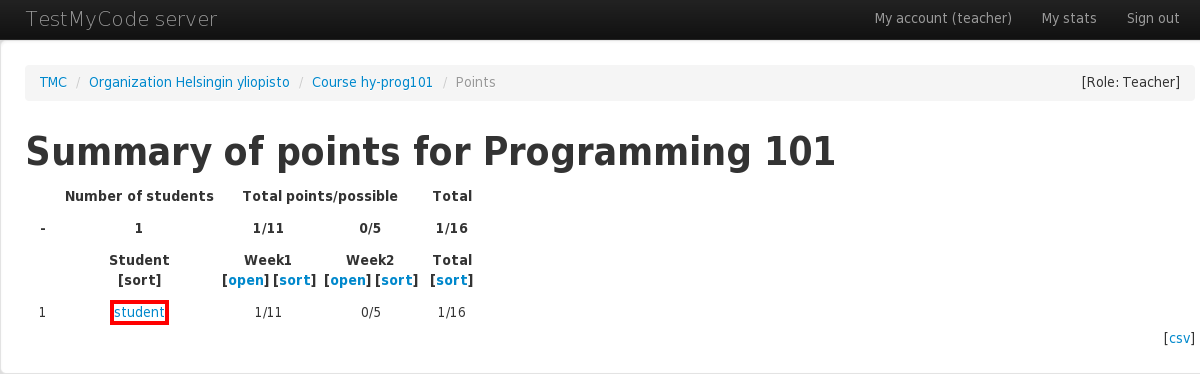 TestMyCode server My account (teacher) My stats Sign out
TMC / Organization Helsingin yliopisto / Course hy-prog101 / Points [Role: Teacher]
Summary of points for Programming 101
Number of students Total points/possible Total
- 1 1/11 0/5 1/16
Student Week1 Week2 Total
[sort] [open] [sort] [open] [sort] [sort]
1 student 1/11 0/5 1/16
[csv]